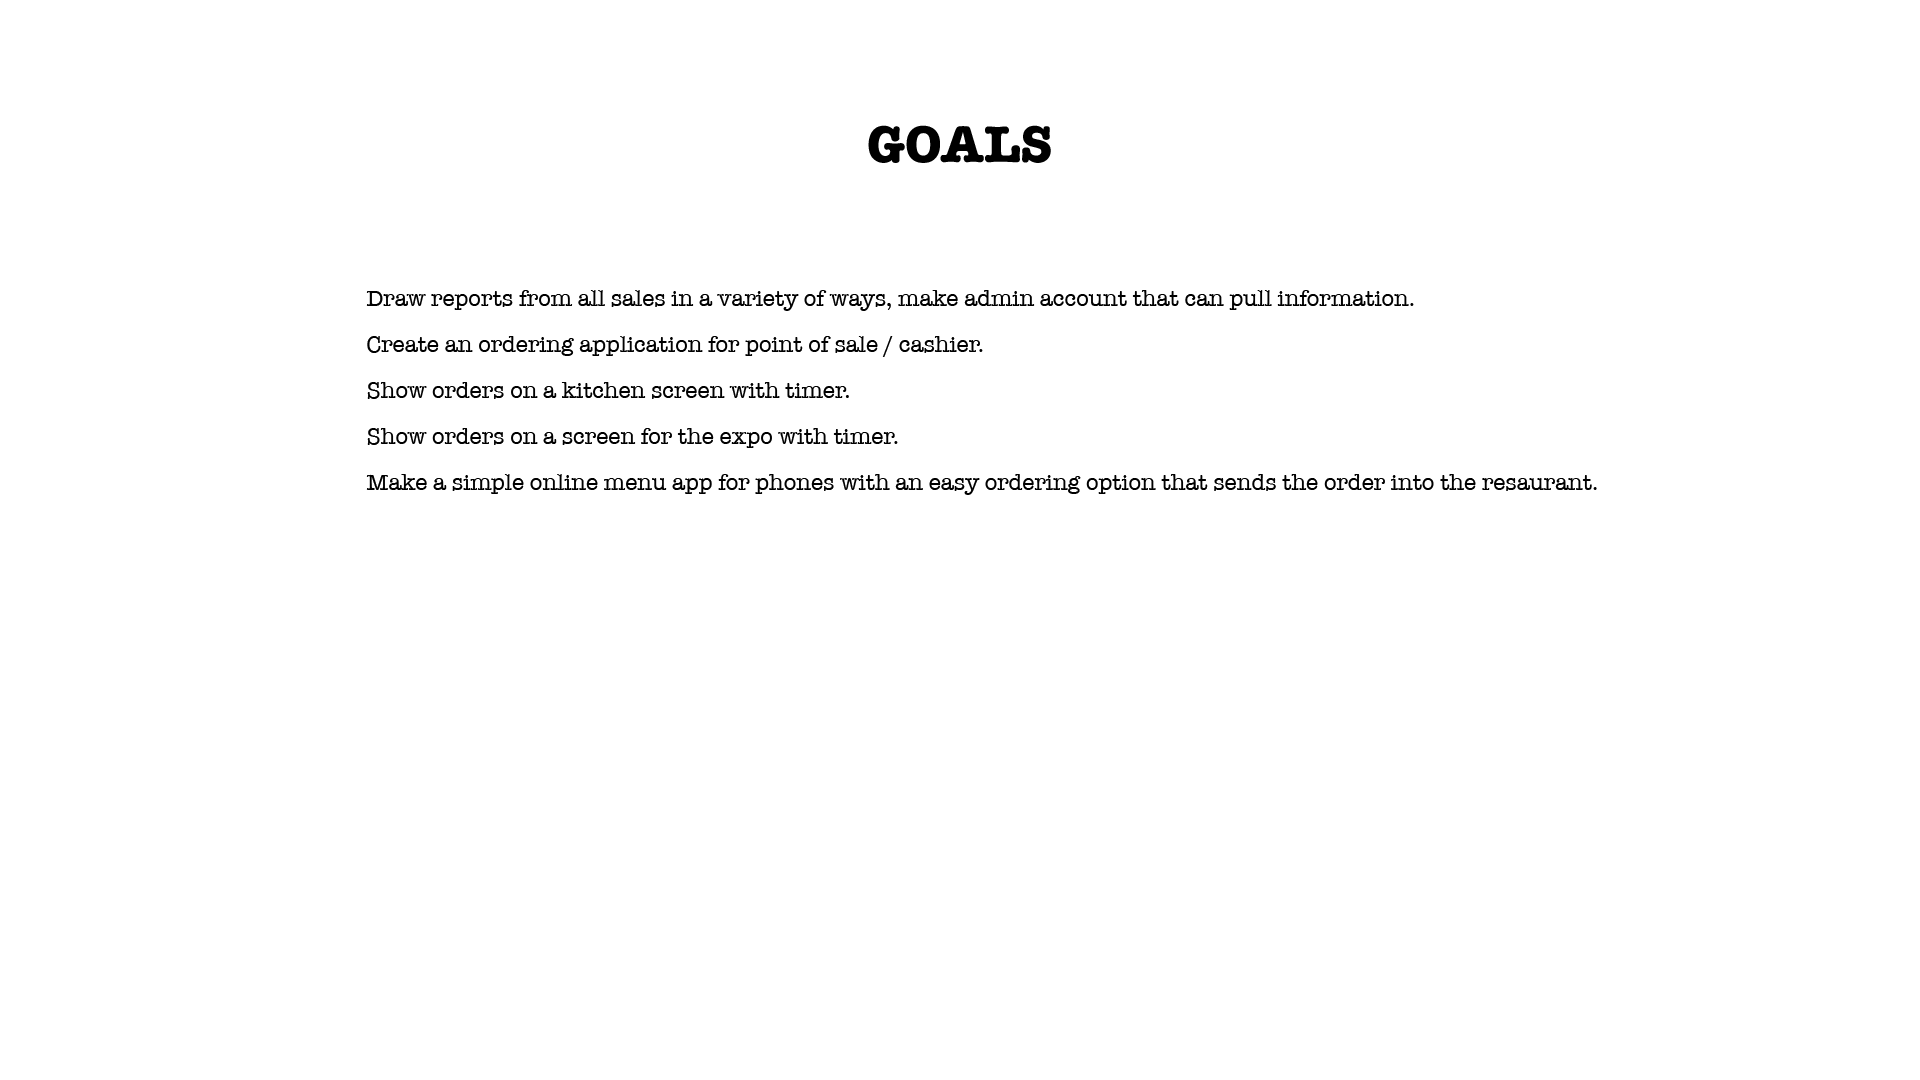 GOALS
Draw reports from all sales in a variety of ways, make admin account that can pull information.
Create an ordering application for point of sale / cashier.
Show orders on a kitchen screen with timer.
Show orders on a screen for the expo with timer.
Make a simple online menu app for phones with an easy ordering option that sends the order into the resaurant.